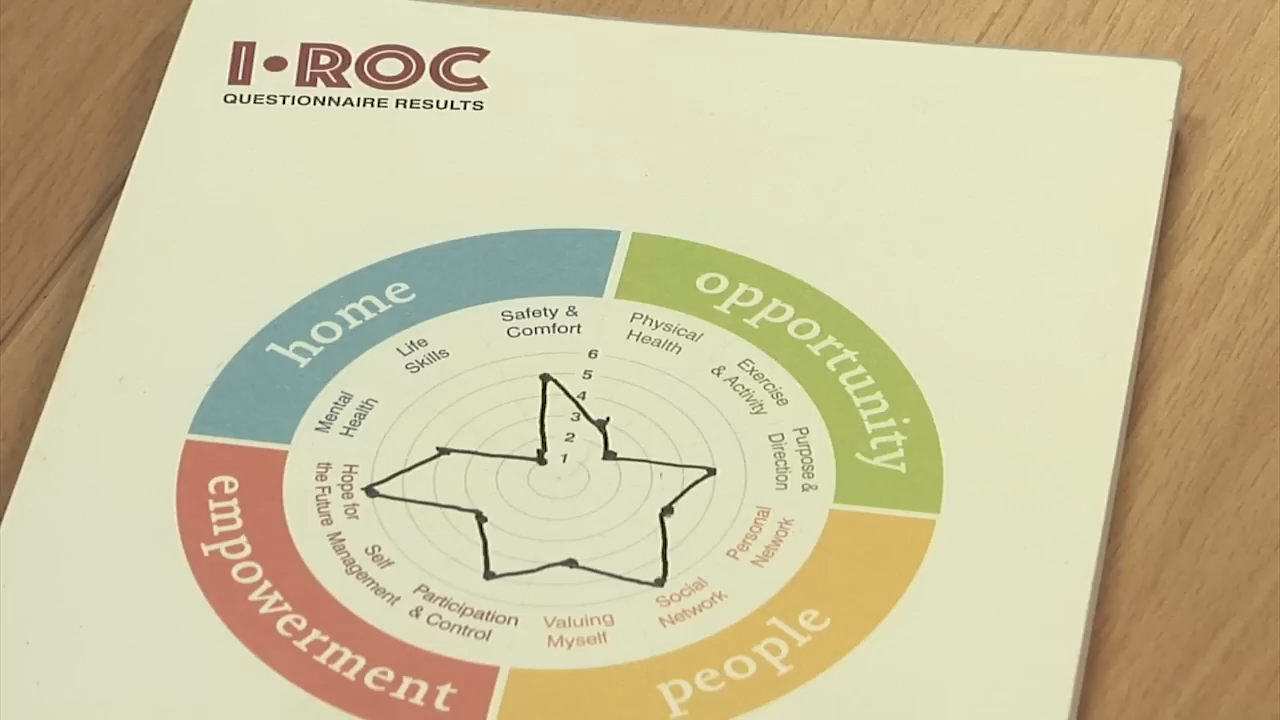 I•ROC
QUESTIONNAIRE RESULTS
home
opportunity
Safety &
Comfort
Physical
Health
Life
Skills
Exercise
& Activity
Mental
Health
Purpose &
Direction
6
5
4
3
2
1
Hope for
the Future
Personal
Network
Self
Management
Participation
& Control
Valuing
Myself
Social
Network
empowerment
people